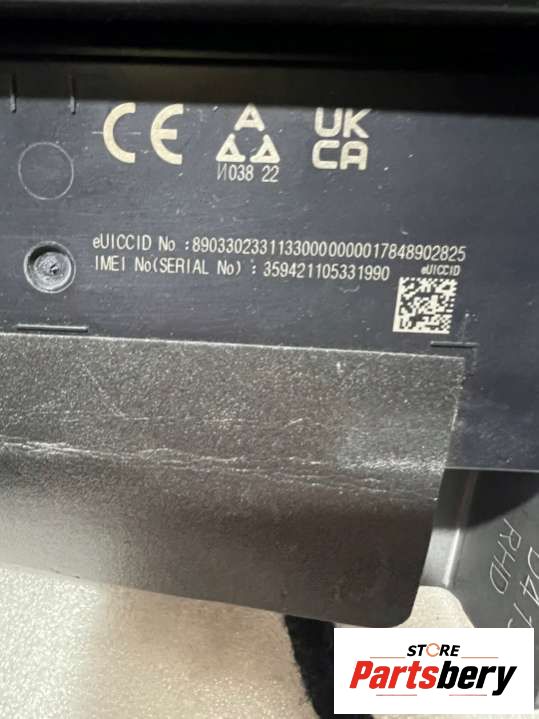 CE
A
И038 22
UK
CA
eUICCID No :89033023311330000000017848902825
IMEI No(SERIAL No) : 359421105331990
eUICCID
RHD
STORE
Partsbery